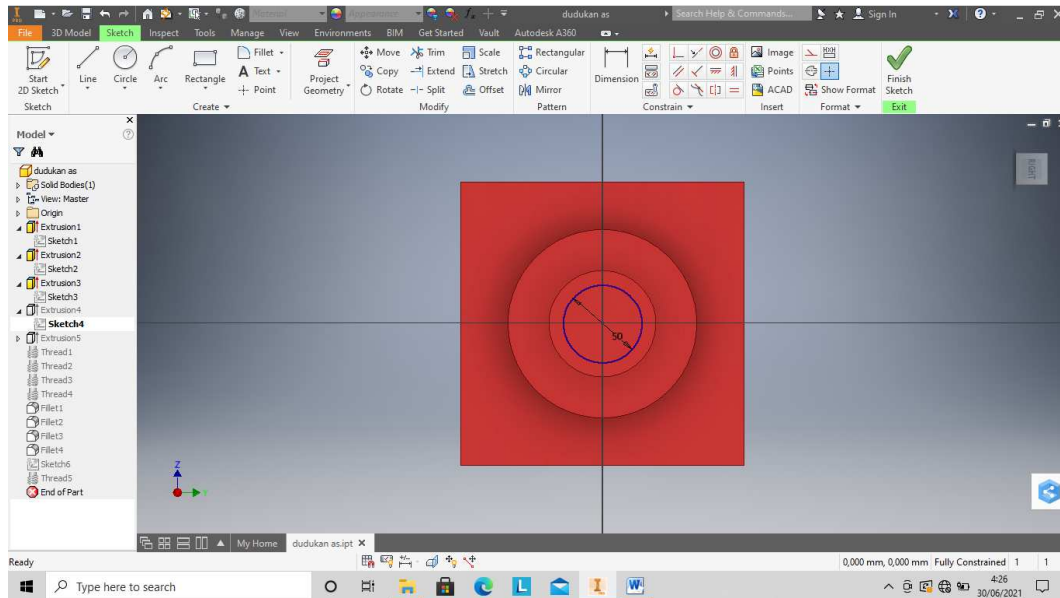 PRO
Material
Appearance
dudukan as
Search Help & Commands...
Sign In
File 3D Model Sketch Inspect Tools Manage View Environments BIM Get Started Vault Autodesk A360
Start
2D Sketch
Line
Circle
Arc
Rectangle
Fillet
Text
Point
Project
Geometry
Move
Copy
Rotate
Trim
Extend
Split
Scale
Stretch
Offset
Rectangular
Circular
Mirror
Dimension
Image
Points
ACAD
Show Format
Finish
Sketch
Sketch Create Modify Pattern Constrain Insert Format Exit
Model
dudukan as
Solid Bodies(1)
View: Master
Origin
Extrusion1
Sketch1
Extrusion2
Sketch2
Extrusion3
Sketch3
Extrusion4
Sketch4
Extrusion5
Thread1
Thread2
Thread3
Thread4
Fillet1
Fillet2
Fillet3
Fillet4
Sketch6
Thread5
End of Part
RIGHT
50
Z
Y
My Home dudukan as.ipt
Ready
0,000 mm, 0,000 mm Fully Constrained 1 1
Type here to search
4:26
30/06/2021